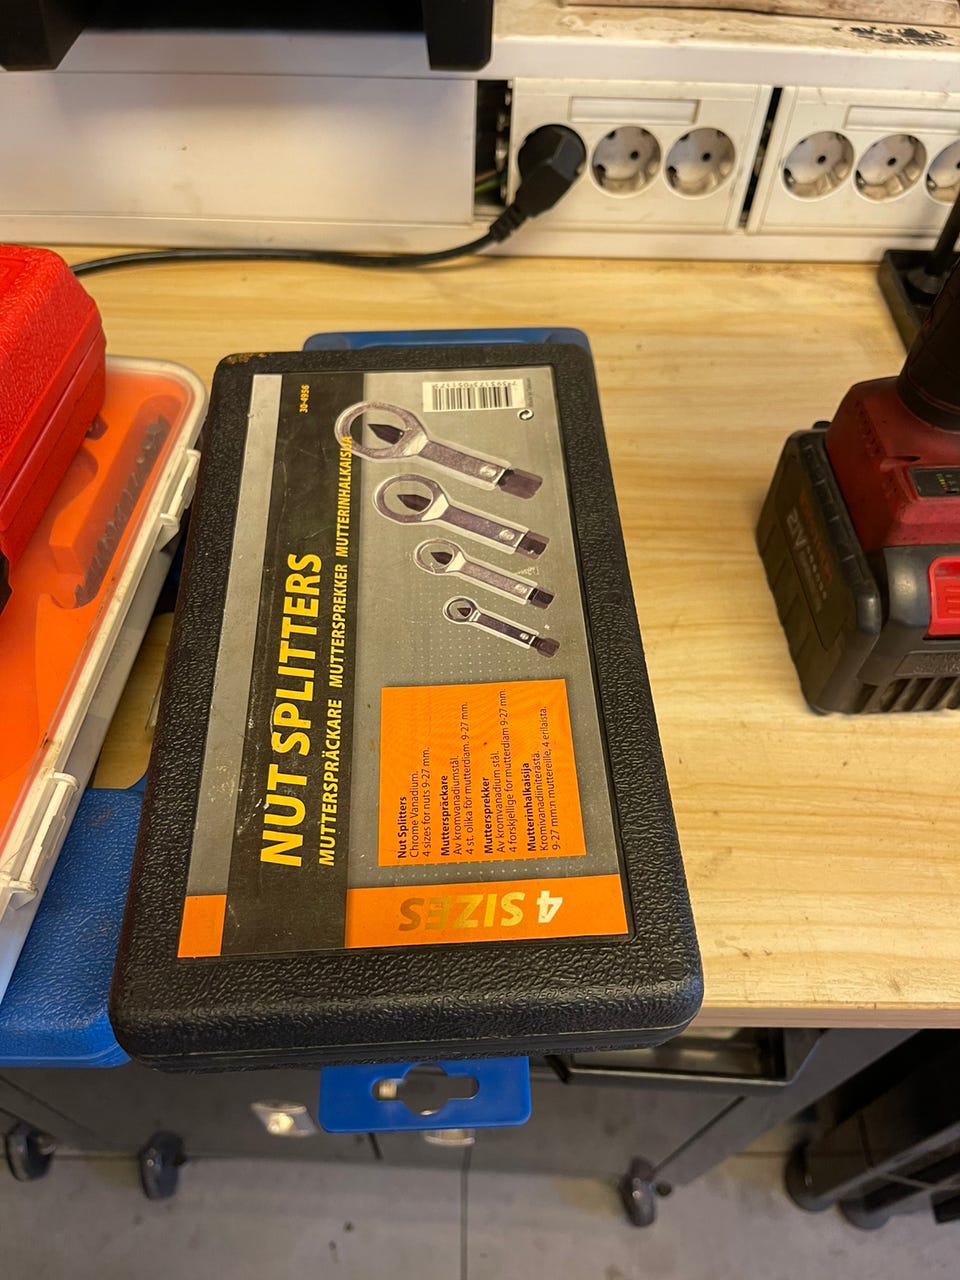 30-4956
NUT SPLITTERS
MUTTERSPRÄCKARE MUTTERSPREKKER MUTTERINHALKAISIJA
Nut Splitters
Chrome Vanadium.
4 sizes for nuts 9-27 mm.
Mutterspräckare
Av kromvanadiumstål.
4 st. olika för mutterdiam. 9-27 mm.
Muttersprekker
Av kromvanadium stål.
4 forskjellige for mutterdiam 9-27 mm.
Mutterinhalkaisija
Kromivanadiiniterästä.
9-27 mm:n muttereille, 4 erilaista.
4 SIZES
21V